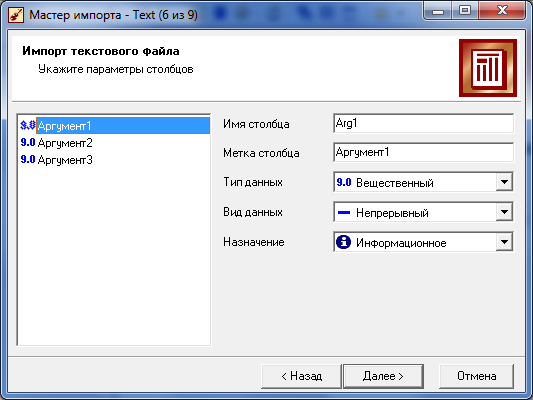 Мастер импорта - Text (6 из 9)
Импорт текстового файла
Укажите параметры столбцов
9.0 Аргумент2
9.0 Аргумент3
Аргумент1
Имя столбца Arg1
Метка столбца Аргумент1
Тип данных 9.0 Вещественный
Вид данных Непрерывный
Назначение Информационное
< Назад Далее > Отмена